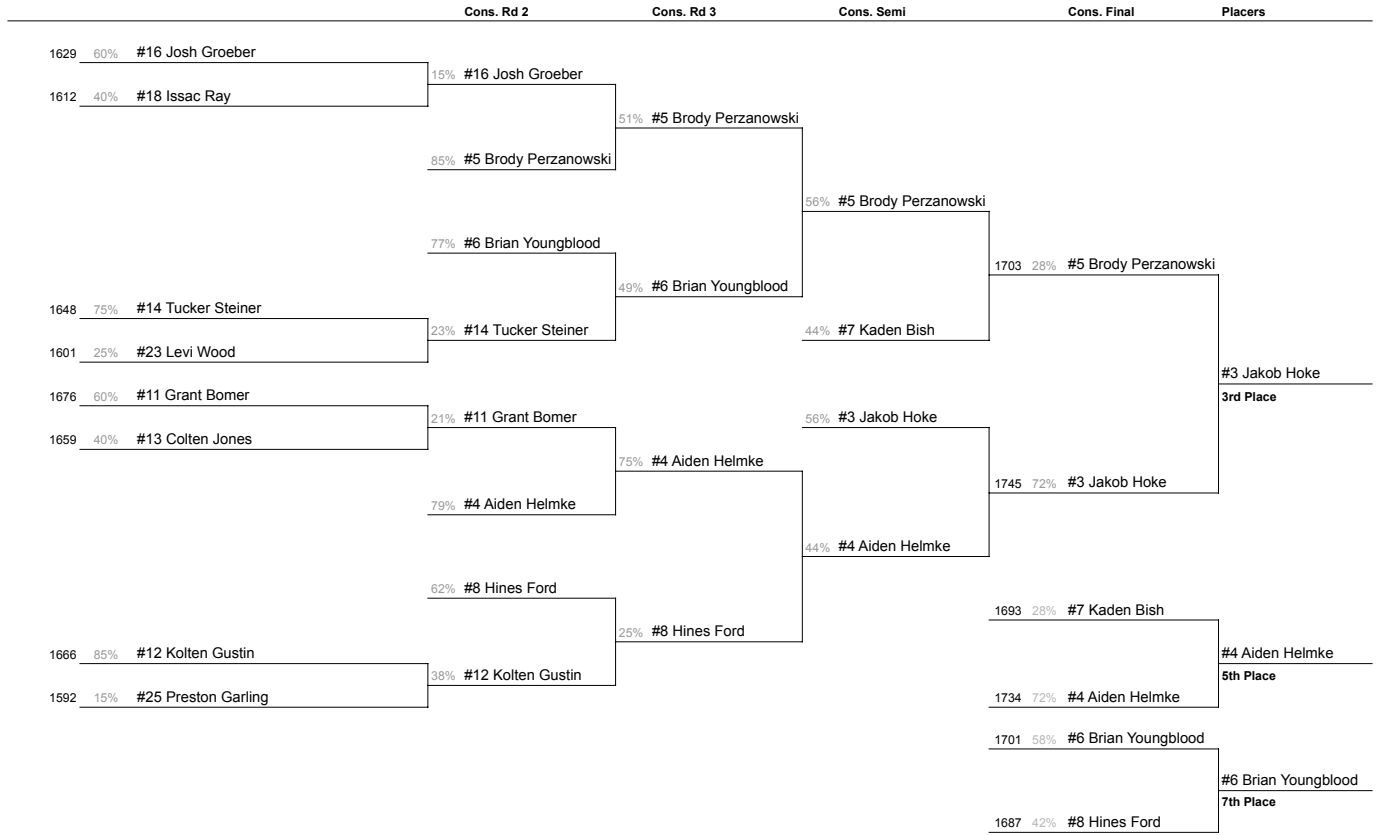 Cons. Rd 2 Cons. Rd 3 Cons. Semi Cons. Final Placers
1629 60% #16 Josh Groeber
15% #16 Josh Groeber
1612 40% #18 Issac Ray
51% #5 Brody Perzanowski
85% #5 Brody Perzanowski
56% #5 Brody Perzanowski
77% #6 Brian Youngblood
1703 28% #5 Brody Perzanowski
49% #6 Brian Youngblood
1648 75% #14 Tucker Steiner
23% #14 Tucker Steiner
44% #7 Kaden Bish
1601 25% #23 Levi Wood
#3 Jakob Hoke
1676 60% #11 Grant Bomer
3rd Place
21% #11 Grant Bomer
56% #3 Jakob Hoke
1659 40% #13 Colten Jones
75% #4 Aiden Helmke
1745 72% #3 Jakob Hoke
79% #4 Aiden Helmke
44% #4 Aiden Helmke
62% #8 Hines Ford
1693 28% #7 Kaden Bish
25% #8 Hines Ford
1666 85% #12 Kolten Gustin
#4 Aiden Helmke
38% #12 Kolten Gustin
5th Place
1592 15% #25 Preston Garling
1734 72% #4 Aiden Helmke
1701 58% #6 Brian Youngblood
#6 Brian Youngblood
7th Place
1687 42% #8 Hines Ford